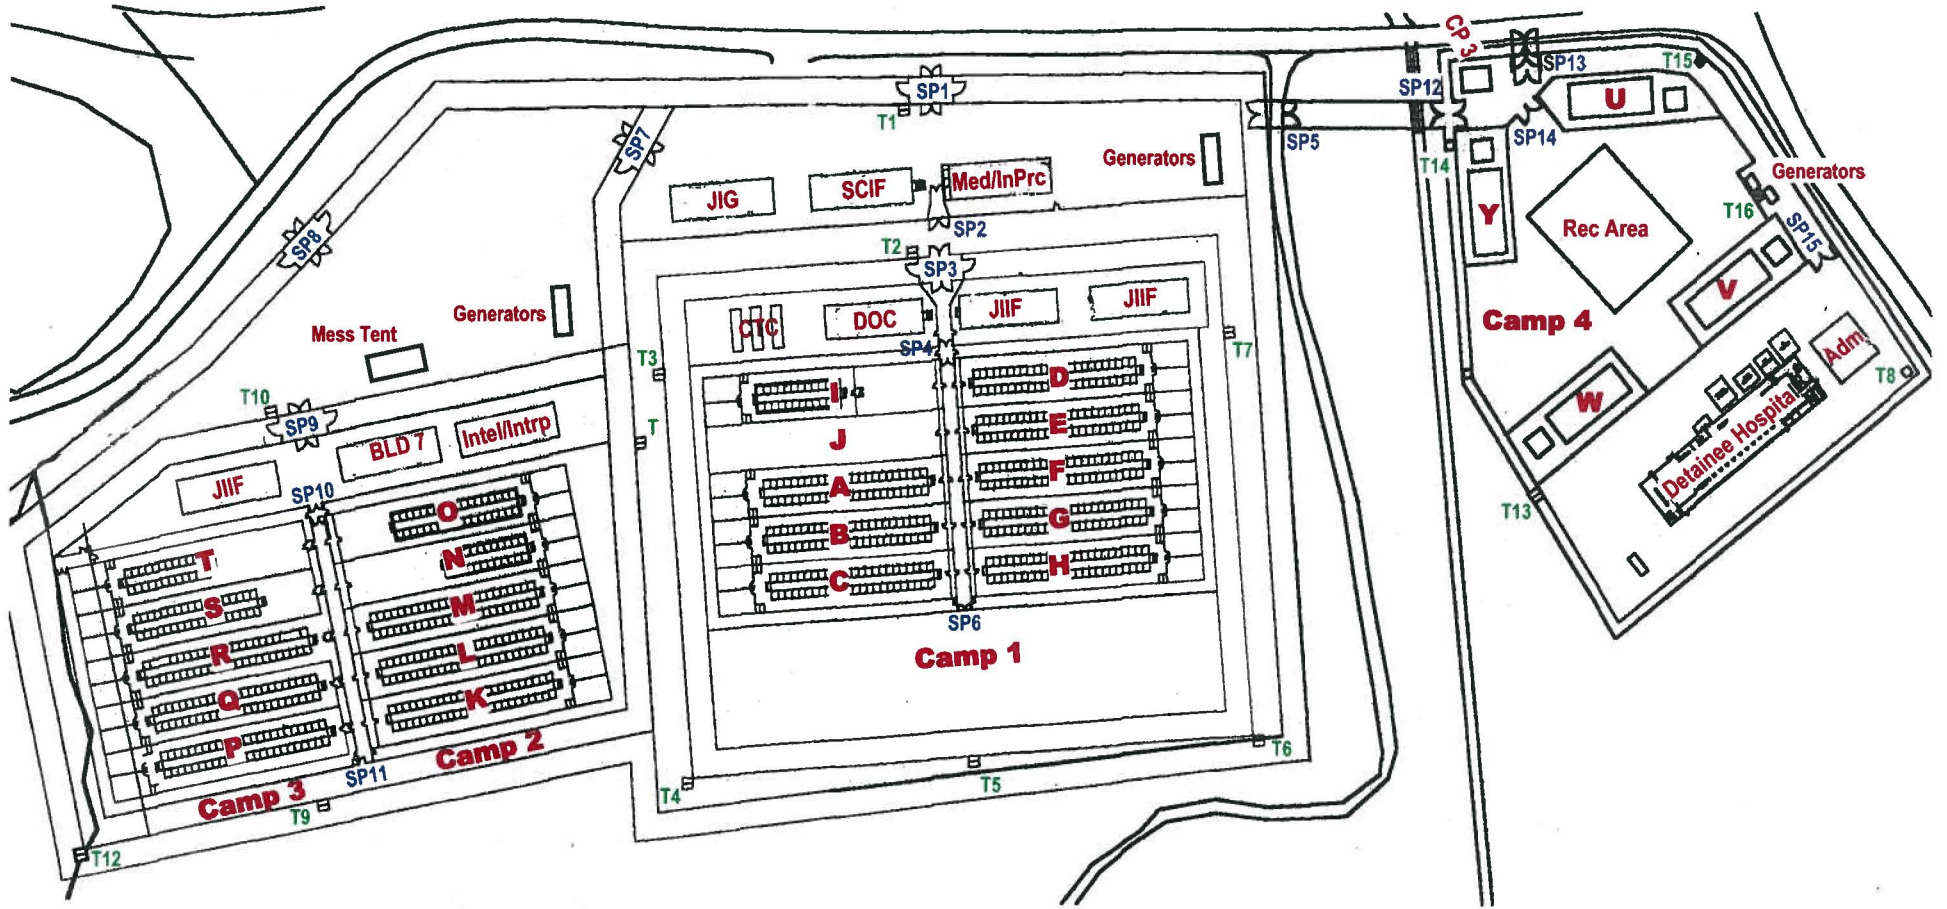 CP 3
SP13
T15
SP12
SP1
T1
U
SP7
SP5
SP14
T14
Generators
Generators
JIG
SCIF
Med/InPrc
Y
T16
Rec Area
SP15
SP2
SP8
T2
SP3
V
Generators
Mess Tent
CTC
DOC
JIIF
JIIF
Camp 4
T3
SP4
T7
Adm
T8
T10
SP9
I
D
W
T
BLD 7
Intel/Intrp
J
E
Detainee Hospital
JIIF
SP10
A
F
T13
O
B
G
T
N
C
H
S
M
SP6
R
L
Camp 1
Q
K
P
Camp 2
SP11
T6
Camp 3
T4
T5
T9
T12